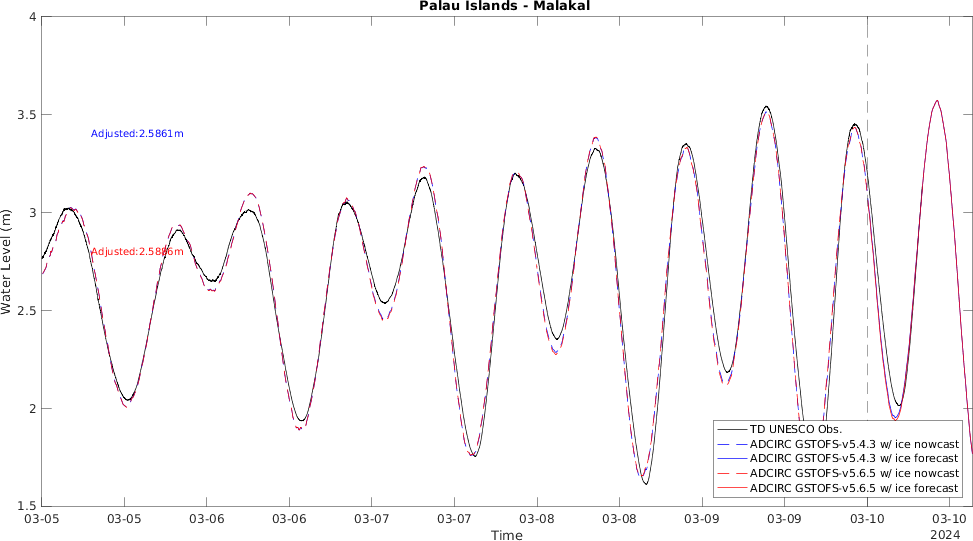 Palau Islands - Malakal
4
3.5
3
2.5
2
1.5
Water Level (m)
Adjusted:2.5861m
Adjusted:2.5886m
TD UNESCO Obs.
ADCIRC GSTOFS-v5.4.3 w/ ice nowcast
ADCIRC GSTOFS-v5.4.3 w/ ice forecast
ADCIRC GSTOFS-v5.6.5 w/ ice nowcast
ADCIRC GSTOFS-v5.6.5 w/ ice forecast
03-05 03-05 03-06 03-06 03-07 03-07 03-08 03-08 03-09 03-09 03-10 03-10
2024
Time